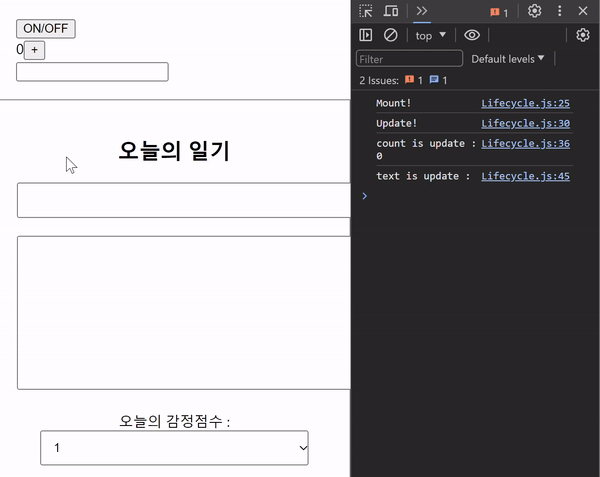 ON/OFF
0 +
오늘의 일기
오늘의 감정점수 :
1
1
top
Filter
Default levels
2 Issues: 1 1
Mount! Lifecycle.js:25
Update! Lifecycle.js:30
count is update : Lifecycle.js:36
0
text is update : Lifecycle.js:45